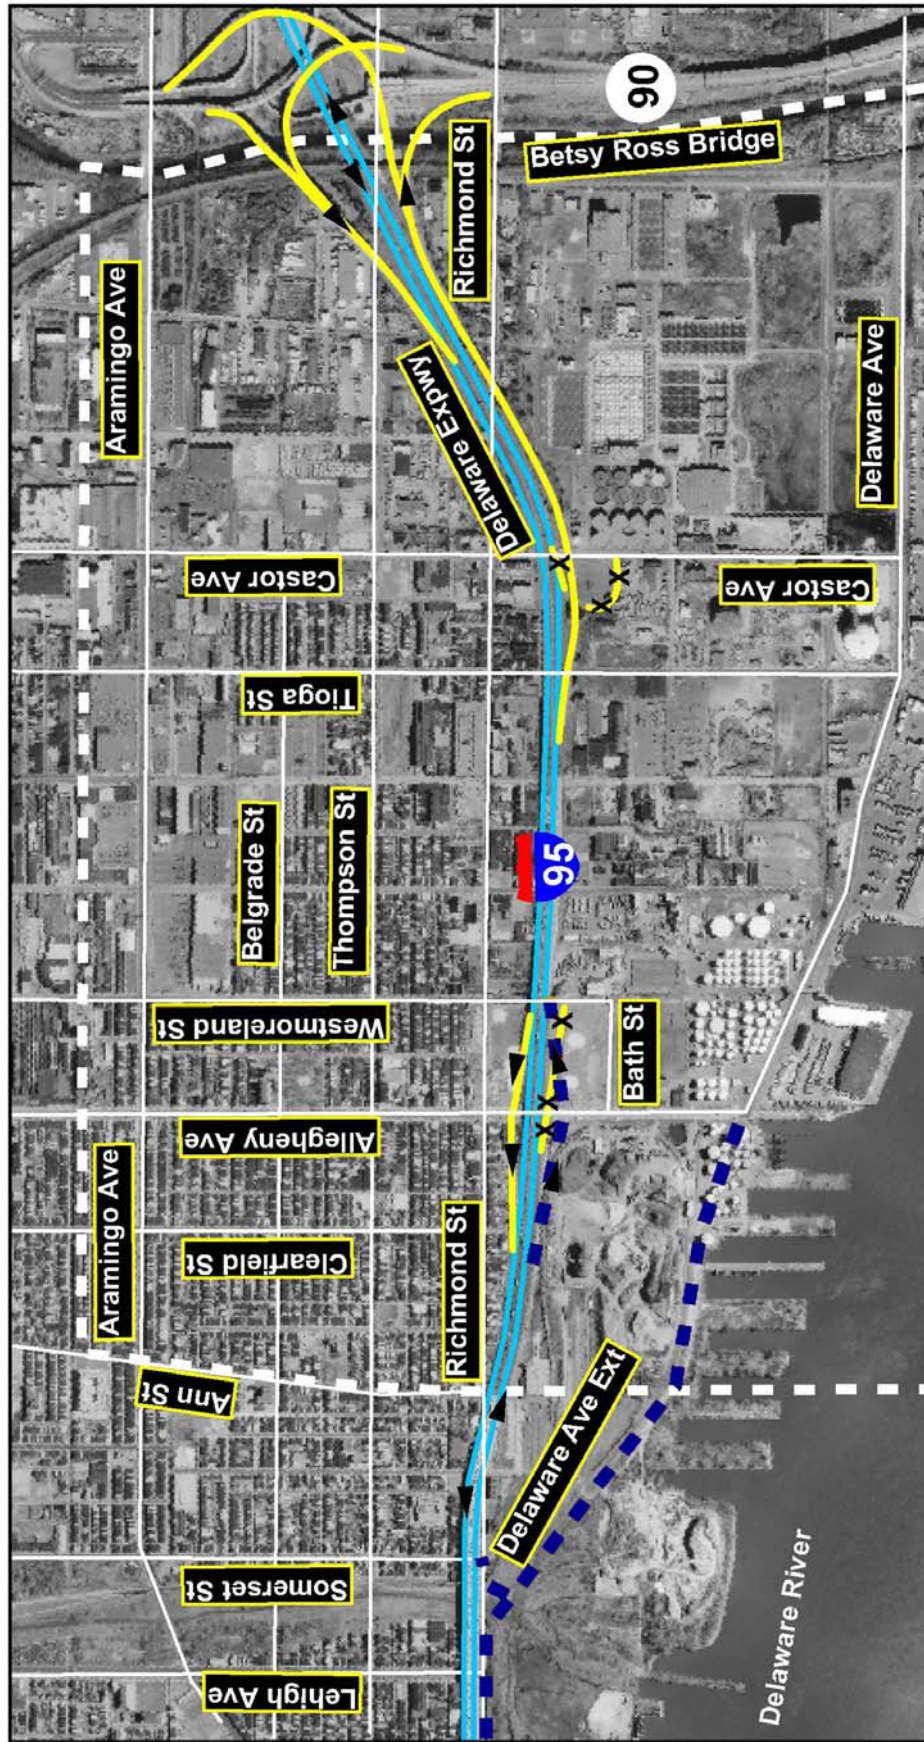 90
Betsy Ross Bridge
Aramingo Ave
Richmond St
Delaware Expwy
Delaware Ave
Castor Ave
Castor Ave
Tioga St
Belgrade St
Thompson St
95
Westmoreland St
Bath St
Allegheny Ave
Aramingo Ave
Clearfield St
Richmond St
Ann St
Delaware Ave Ext
Somerset St
Lehigh Ave
Delaware River
X
X
X
X
X
X